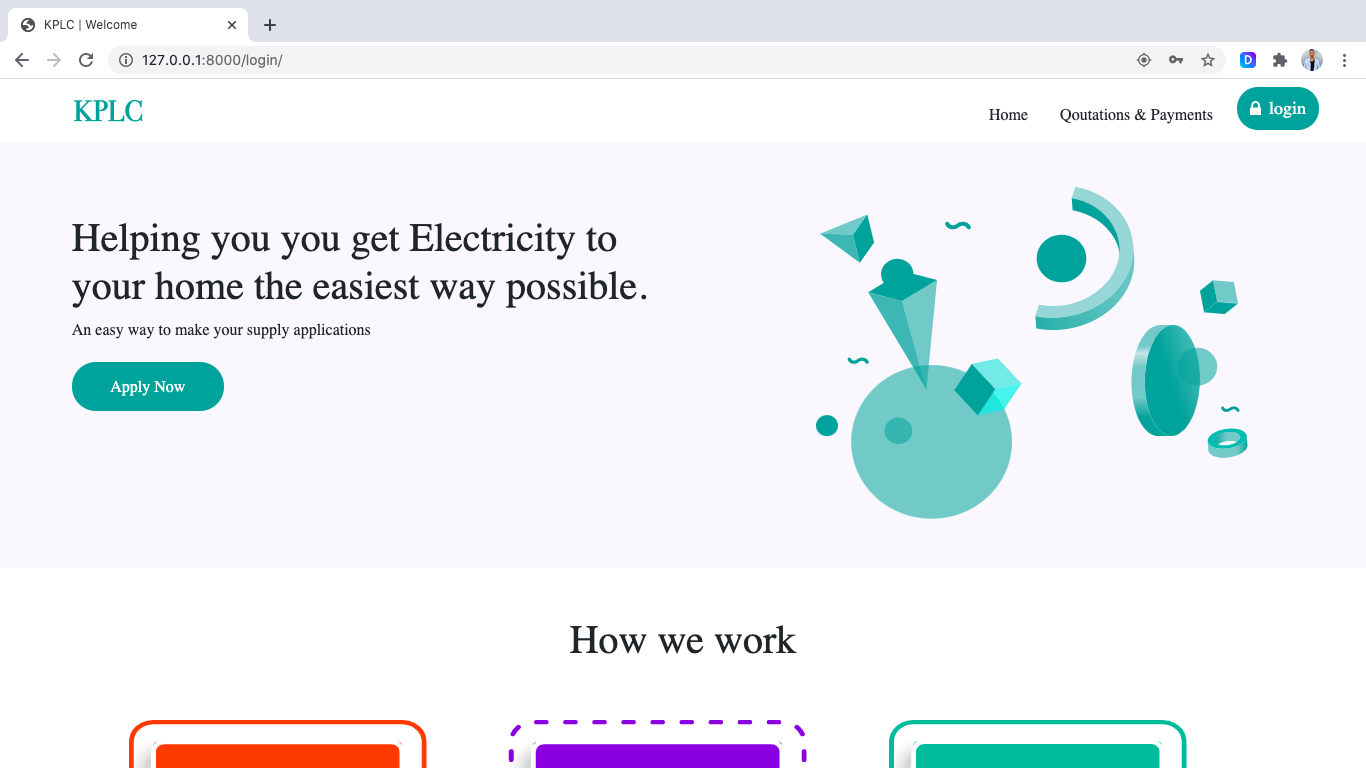 KPLC | Welcome
127.0.0.1:8000/login/
D
KPLC
Home
Qoutations & Payments
login
Helping you you get Electricity to
your home the easiest way possible.
An easy way to make your supply applications
Apply Now
How we work